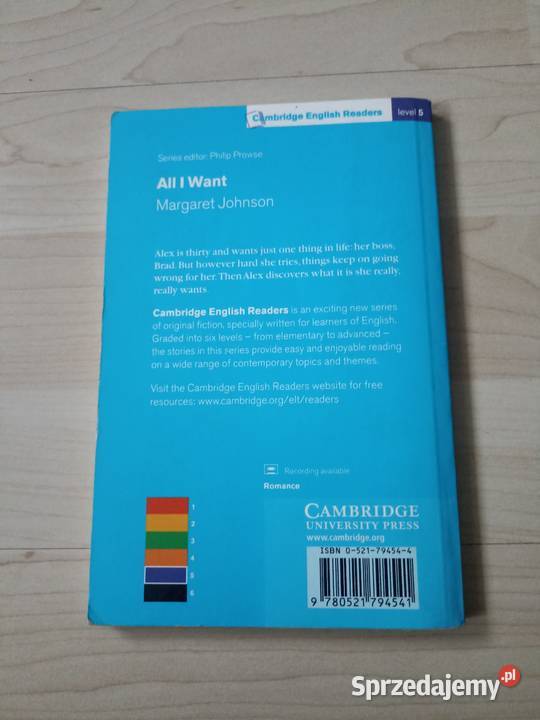 Cambridge English Readers level 5
Series editor: Philip Prowse
All I Want
Margaret Johnson
Alex is thirty and wants just one thing in life: her boss,
Brad. But however hard she tries, things keep on going
wrong for her. Then Alex discovers what it is she really,
really wants.
Cambridge English Readers is an exciting new series
of original fiction, specially written for learners of English.
Graded into six levels – from elementary to advanced –
the stories in this series provide easy and enjoyable reading
on a wide range of contemporary topics and themes.
Visit the Cambridge English Readers website for free
resources: www.cambridge.org/elt/readers
Recording available
Romance
1
2
3
4
5
6
CAMBRIDGE
UNIVERSITY PRESS
www.cambridge.org
ISBN 0-521-79454-4
9 780521 794541
Sprzedajemy.pl